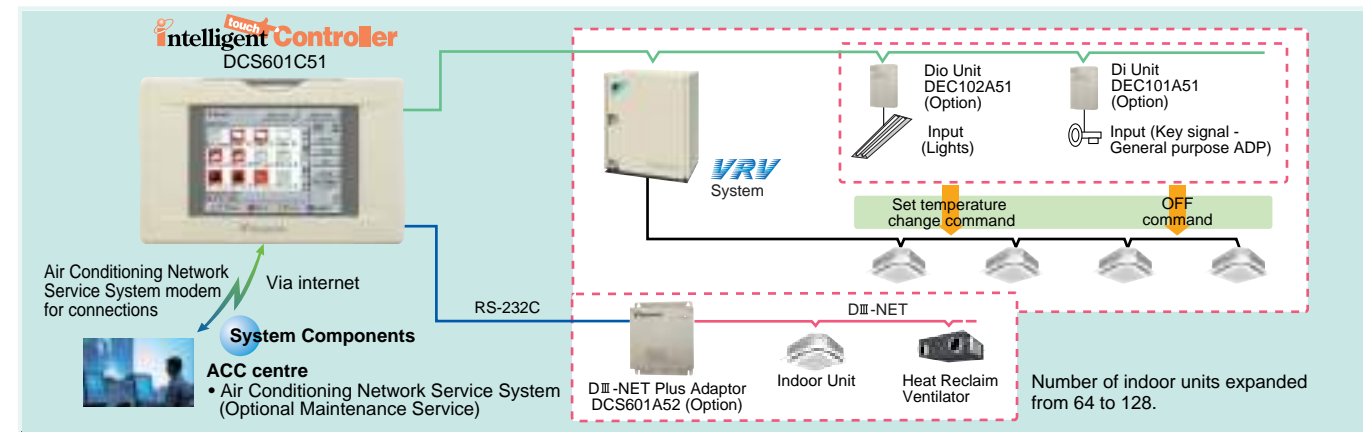 intelligent touch Controller
DCS601C51
Dio Unit
DEC102A51
(Option)
Input
(Lights)
Di Unit
DEC101A51
(Option)
Input (Key signal -
General purpose ADP)
VRV
System
Set temperature
change command
OFF
command
Air Conditioning Network
Service System modem
for connections
Via internet
System Components
ACC centre
• Air Conditioning Network Service System
(Optional Maintenance Service)
RS-232C
DⅢ-NET
DⅢ-NET Plus Adaptor
DCS601A52 (Option)
Indoor Unit
Heat Reclaim
Ventilator
Number of indoor units expanded
from 64 to 128.